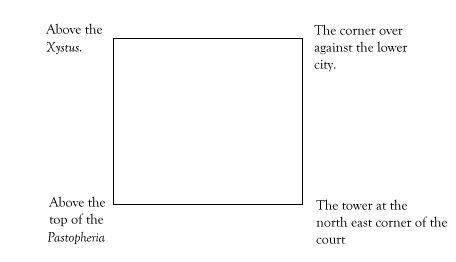 Above the
Xystus.
The corner over
against the lower
city.
Above the
top of the
Pastopheria
The tower at the
north east corner of the
court